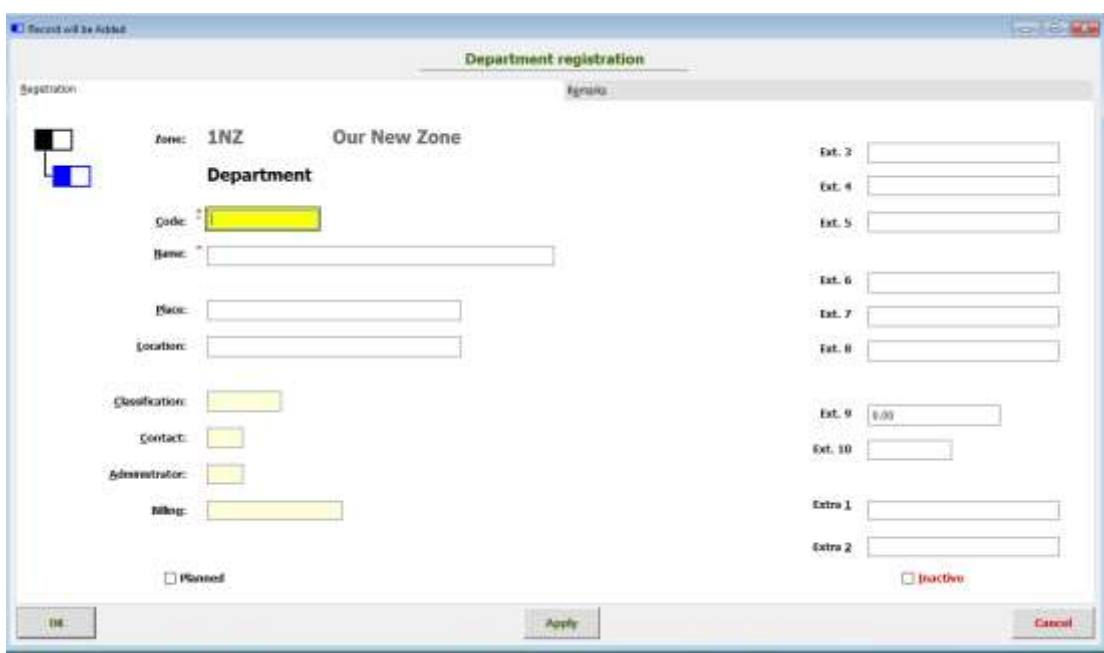 Record will be Added
Department registration
Registration
Remarks
Zone: 1NZ Our New Zone
Department
Code: *
Name: *
Place:
Location:
Classification:
Contact:
Administrator:
Billing:
Planned
Ext. 3
Ext. 4
Ext. 5
Ext. 6
Ext. 7
Ext. 8
Ext. 9 0.00
Ext. 10
Extra 1
Extra 2
Inactive
OK
Apply
Cancel